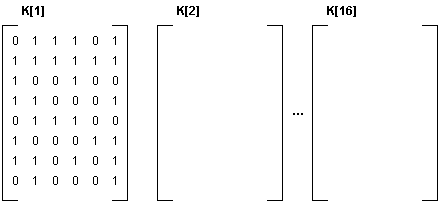 K[1] K[2] K[16]
0 1 1 1 0 1
1 1 1 1 1 1
1 0 0 1 0 0
1 1 0 0 0 1
0 1 1 1 0 0 ...
1 0 0 0 1 1
1 1 0 1 0 1
0 1 0 0 0 1